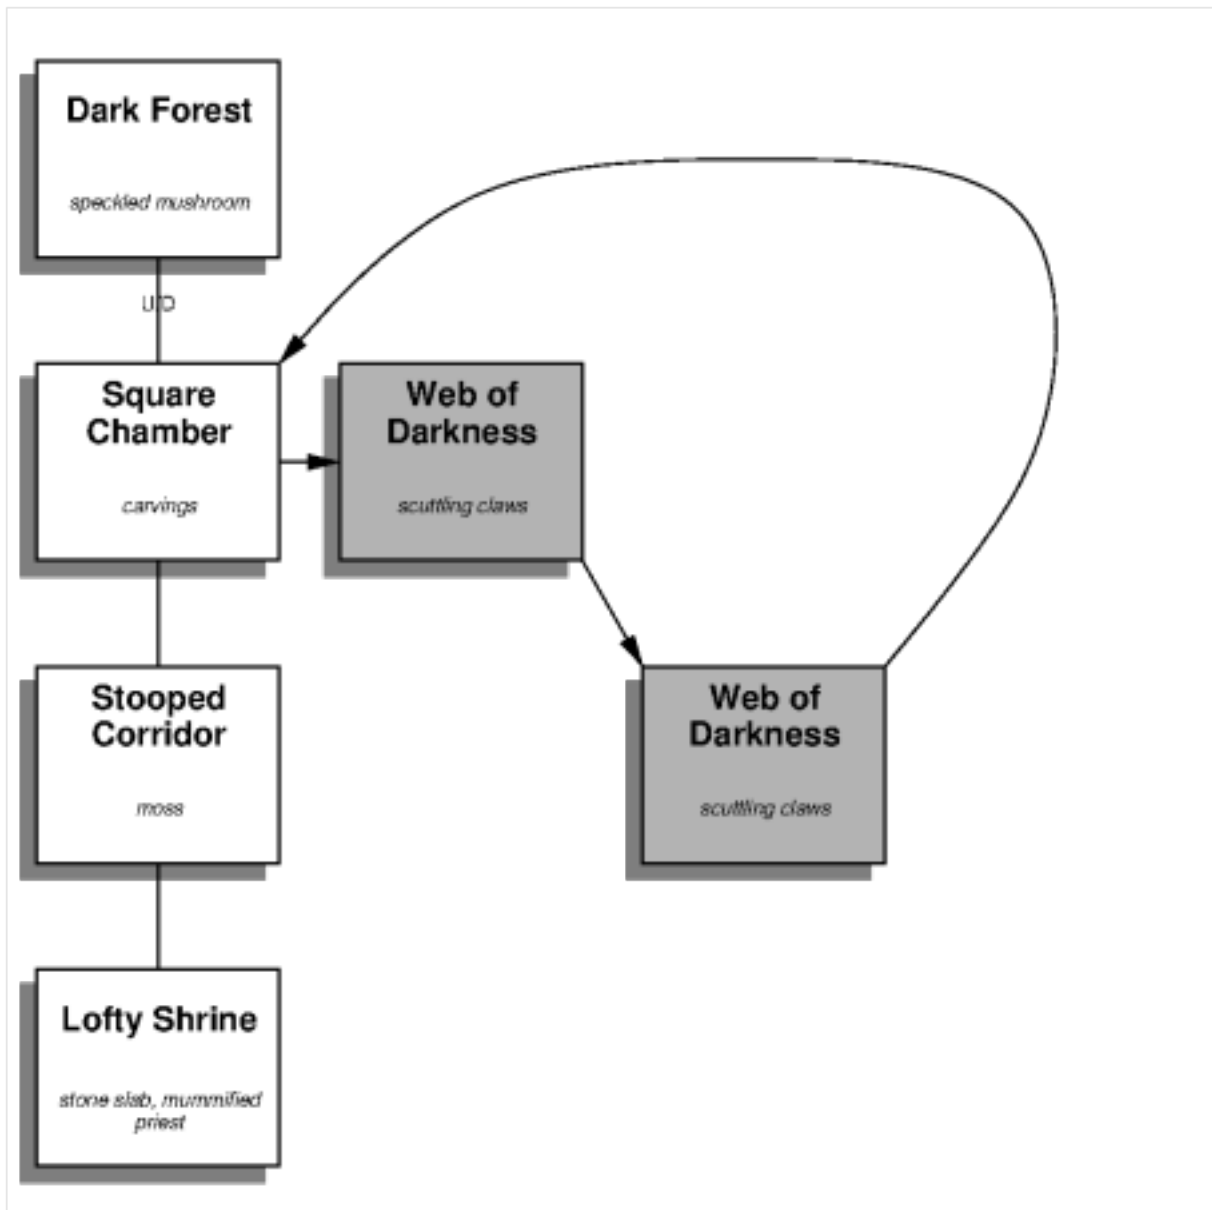 Dark Forest
speckled mushroom
U/D
Square
Chamber
carvings
Web of
Darkness
scuttling claws
Stooped
Corridor
moss
Web of
Darkness
scuttling claws
Lofty Shrine
stone slab, mummified
priest